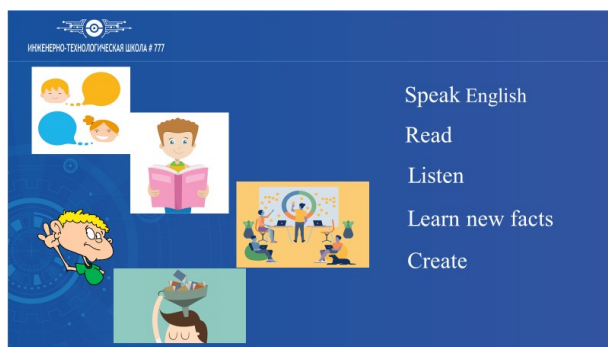 ИНЖЕНЕРНО-ТЕХНОЛОГИЧЕСКАЯ ШКОЛА # 777
Speak English
Read
Listen
Learn new facts
Create